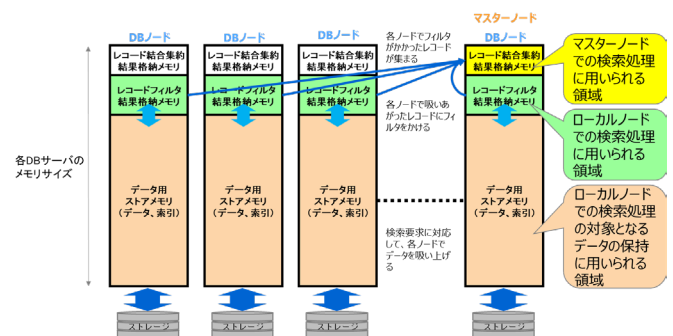 マスターノード
DBノード
DBノード
DBノード
DBノード
レコード結合集約
結果格納メモリ
レコード結合集約
結果格納メモリ
レコード結合集約
結果格納メモリ
レコード結合集約
結果格納メモリ
各ノードでフィルタ
がかかったレコード
が集まる
マスターノード
での検索処理
に用いられる
領域
レコードフィルタ
結果格納メモリ
レコードフィルタ
結果格納メモリ
レコードフィルタ
結果格納メモリ
レコードフィルタ
結果格納メモリ
各ノードで吸いあ
がったレコードにフィ
ルタをかける
ローカルノード
での検索処理
に用いられる
領域
各DBサーバの
メモリサイズ
データ用
ストアメモリ
(データ、索引)
データ用
ストアメモリ
(データ、索引)
データ用
ストアメモリ
(データ、索引)
データ用
ストアメモリ
(データ、索引)
検索要求に対応
して、各ノードで
データを吸い上げ
る
ローカルノード
での検索処理
の対象となる
データの保持
に用いられる
領域
ストレージ
ストレージ
ストレージ
ストレージ